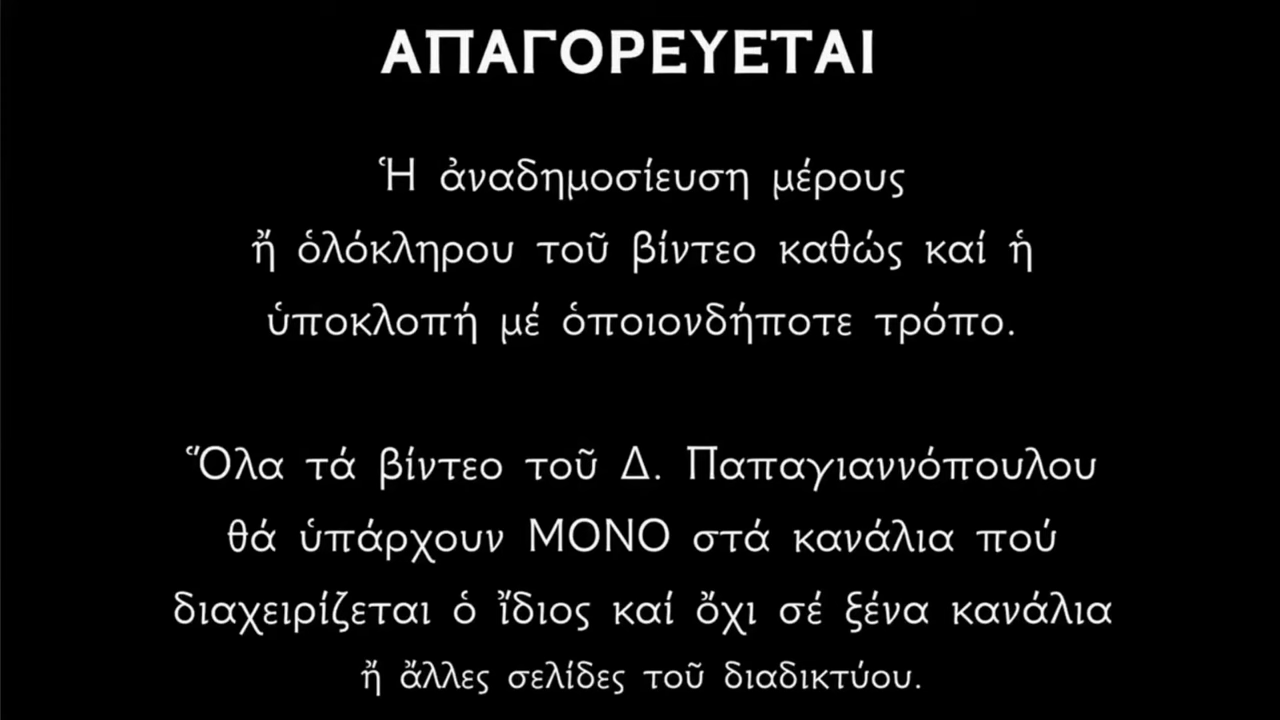 ΑΠΑΓΟΡΕΥΕΤΑΙ
Ἡ ἀναδημοσίευση μέρους
ἤ ὁλόκληρου τοῦ βίντεο καθώς καί ἡ
ὑποκλοπή μέ ὁποιονδήποτε τρόπο.
Ὅλα τά βίντεο τοῦ Δ. Παπαγιαννόπουλου
θά ὑπάρχουν ΜΟΝΟ στά κανάλια πού
διαχειρίζεται ὁ ἴδιος καί ὄχι σέ ξένα κανάλια
ἤ ἄλλες σελίδες τοῦ διαδικτύου.